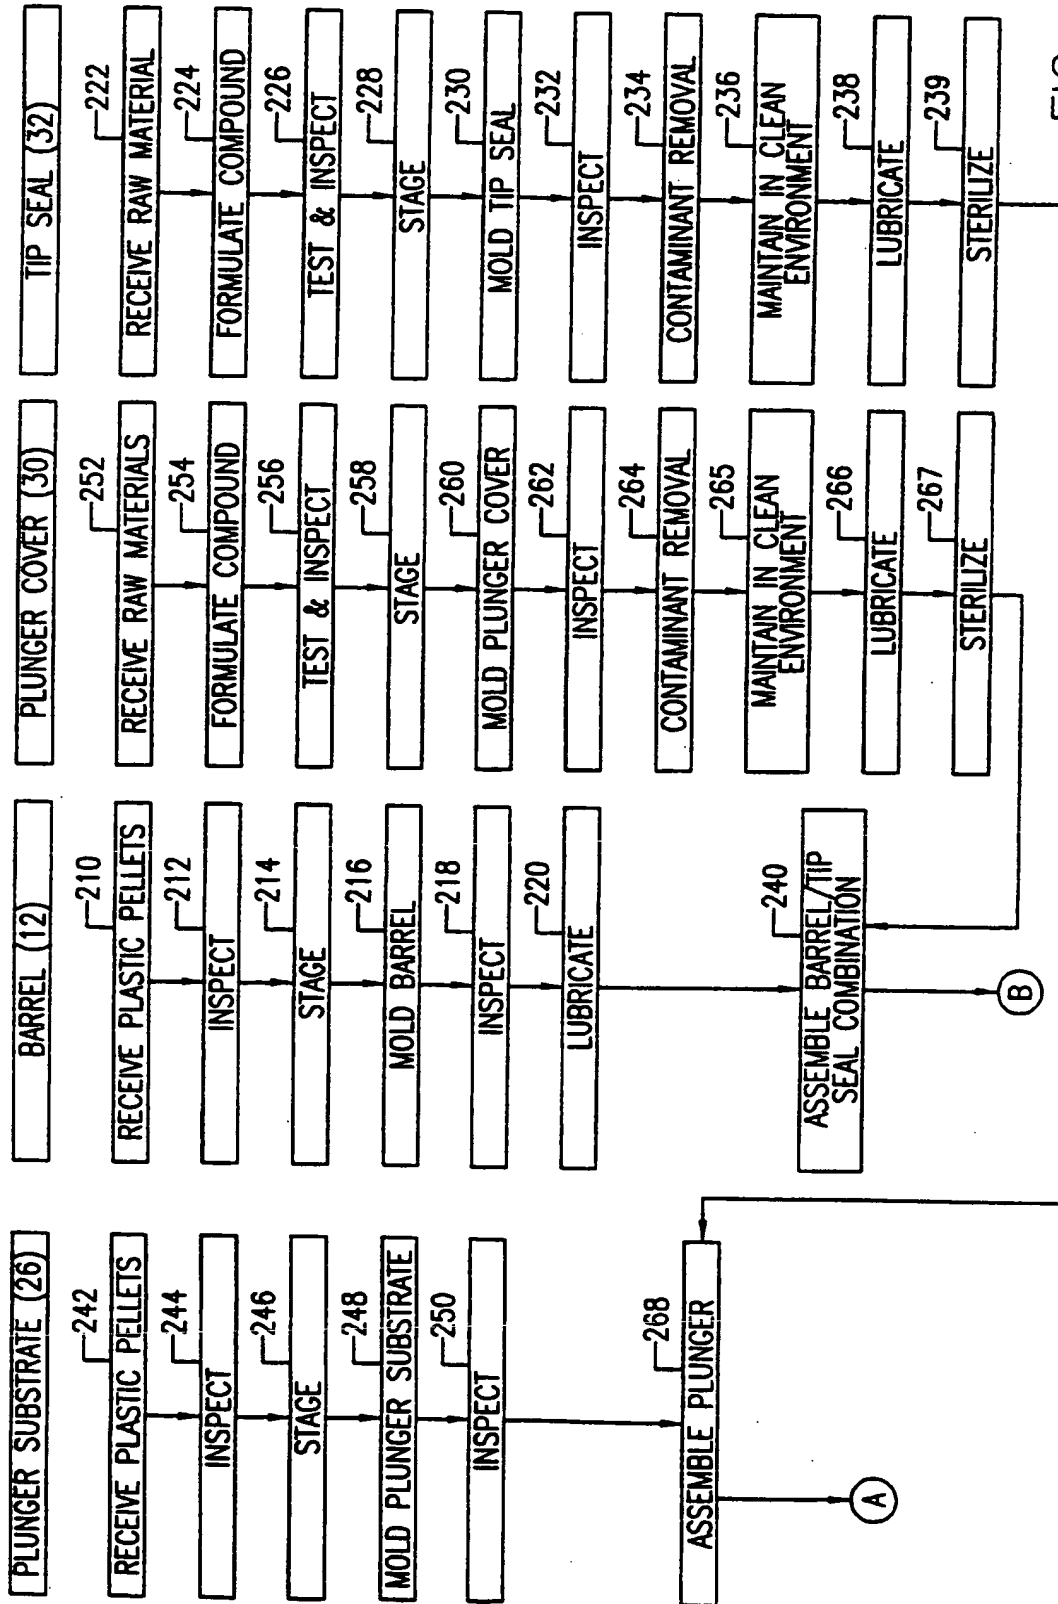 PLUNGER SUBSTRATE (26)
242
RECEIVE PLASTIC PELLETS
244
INSPECT
246
STAGE
248
MOLD PLUNGER SUBSTRATE
250
INSPECT
268
ASSEMBLE PLUNGER
A
BARREL (12)
210
RECEIVE PLASTIC PELLETS
212
INSPECT
214
STAGE
216
MOLD BARREL
218
INSPECT
220
LUBRICATE
240
ASSEMBLE BARREL/TIP
SEAL COMBINATION
B
PLUNGER COVER (30)
252
RECEIVE RAW MATERIALS
254
FORMULATE COMPOUND
256
TEST & INSPECT
258
STAGE
260
MOLD PLUNGER COVER
262
INSPECT
264
CONTAMINANT REMOVAL
265
MAINTAIN IN CLEAN
ENVIRONMENT
266
LUBRICATE
267
STERILIZE
TIP SEAL (32)
222
RECEIVE RAW MATERIAL
224
FORMULATE COMPOUND
226
TEST & INSPECT
228
STAGE
230
MOLD TIP SEAL
232
INSPECT
234
CONTAMINANT REMOVAL
236
MAINTAIN IN CLEAN
ENVIRONMENT
238
LUBRICATE
239
STERILIZE